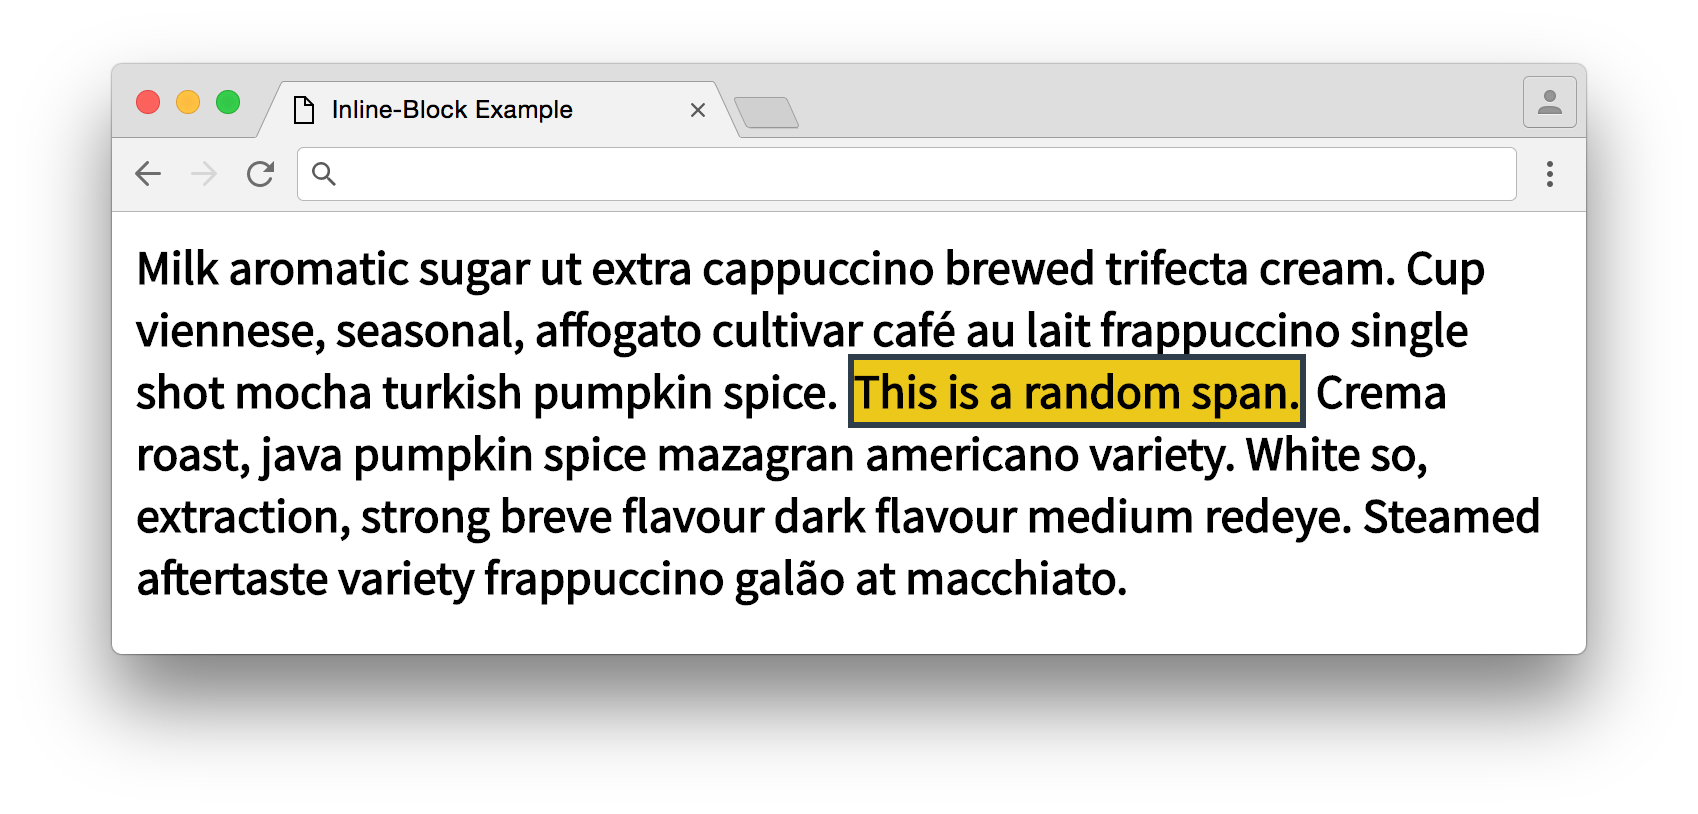 Inline-Block Example
Milk aromatic sugar ut extra cappuccino brewed trifecta cream. Cup
viennese, seasonal, affogato cultivar café au lait frappuccino single
shot mocha turkish pumpkin spice. This is a random span. Crema
roast, java pumpkin spice mazagran americano variety. White so,
extraction, strong breve flavour dark flavour medium redeye. Steamed
aftertaste variety frappuccino galão at macchiato.